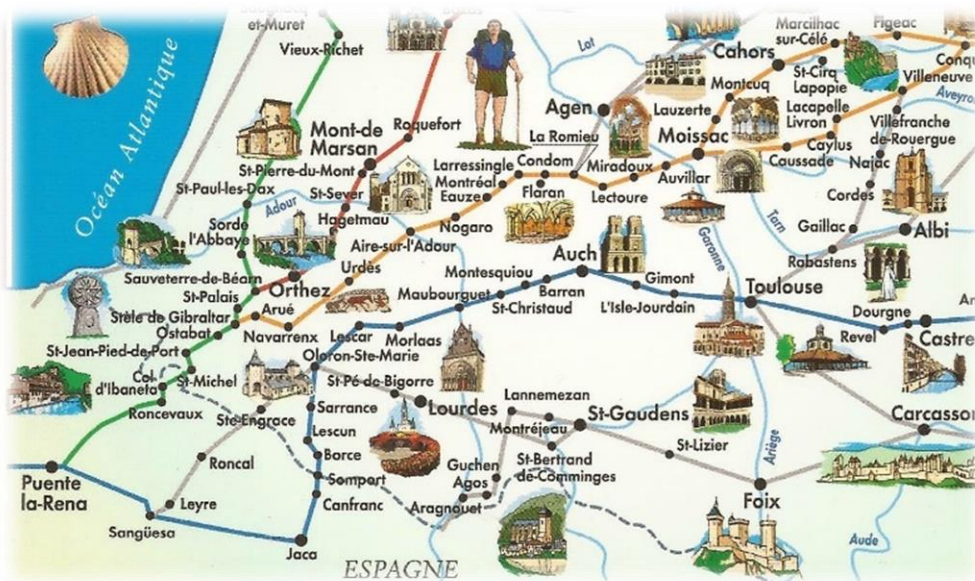 et-Muret
Vieux-Richet
Océan Atlantique
Lot
Marcilhac
sur-Célé
Figeac
Cahors
St-Cirq
Lapopie
Montcuq
Villeneuve
Agen
Lauzerte
Lacapelle
Livron
Villefranche
de-Rouergue
Mont-de
Marsan
Roquefort
La Romieu
Moissac
Caylus
Caussade
Najac
St-Pierre-du-Mont
Larressingle
Condom
Miradoux
Auvillar
Montréal
Eauze
Flaran
Lectoure
Cordes
St-Paul-les-Dax
St-Sever
Adour
Hagetmau
Sorde
l'Abbaye
Nogaro
Aire-sur-l'Adour
Garonne
Tarn
Gaillac
Albi
Rabastens
Urdès
Auch
Montesquiou
Barran
Gimont
Sauveterre-de-Béarn
Orthez
Maubourguet
St-Christaud
L'Isle-Jourdain
Toulouse
St-Palais
Arué
Stèle de Gibraltar
Ostabat
Navarrenx
Lescar
Morlaas
Dourgne
Revel
Castre
St-Jean-Pied-de-Port
Oloron-Ste-Marie
St-Michel
Col
d'Ibaneta
St-Pé-de-Bigorre
Lannemezan
Roncevaux
Ste-Engrace
Sarrance
Lourdes
St-Gaudens
Montréjeau
Carcasson
Lescun
St-Lizier
Ariège
Roncal
Borce
Guchen
Agos
St-Bertrand
de-Comminges
Puente
la-Rena
Somport
Leyre
Canfranc
Aragnouet
Foix
Sangüesa
Jaca
Aude
ESPAGNE